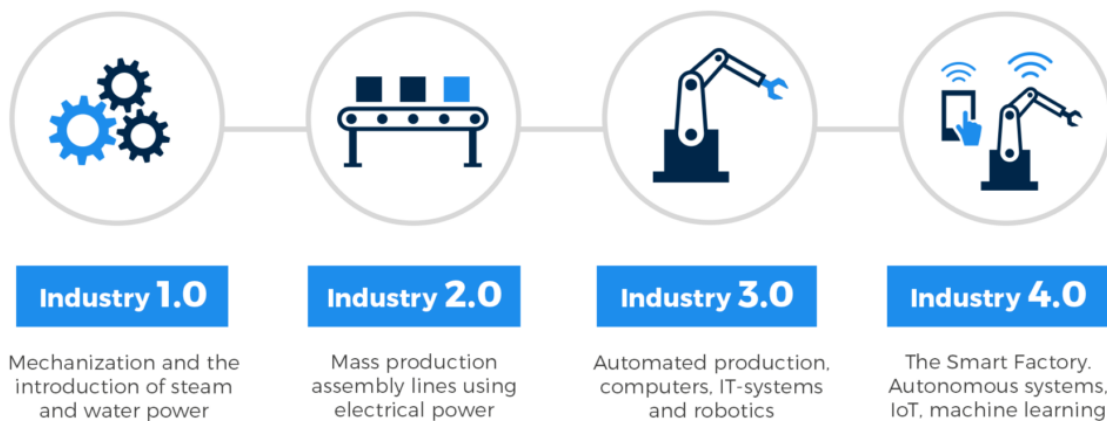 Industry 1.0
Mechanization and the
introduction of steam
and water power
Industry 2.0
Mass production
assembly lines using
electrical power
Industry 3.0
Automated production,
computers, IT-systems
and robotics
Industry 4.0
The Smart Factory.
Autonomous systems,
IoT, machine learning